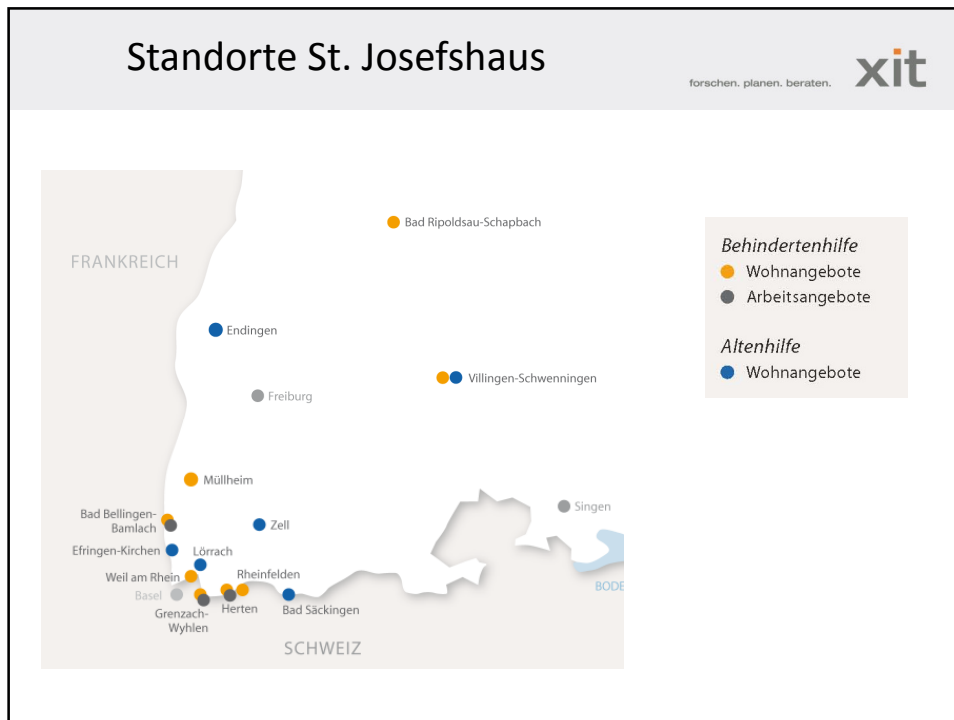 Standorte St. Josefshaus
forschen. planen. beraten.
xit
Bad Ripoldsau-Schapbach
FRANKREICH
Endingen
Villingen-Schwenningen
Freiburg
Müllheim
Singen
Bad Bellingen-
Bamlach
Zell
Efringen-Kirchen
Lörrach
Weil am Rhein
Rheinfelden
BODE
Basel
Herten
Bad Säckingen
Grenzach-
Wyhlen
SCHWEIZ
Behindertenhilfe
Wohnangebote
Arbeitsangebote
Altenhilfe
Wohnangebote